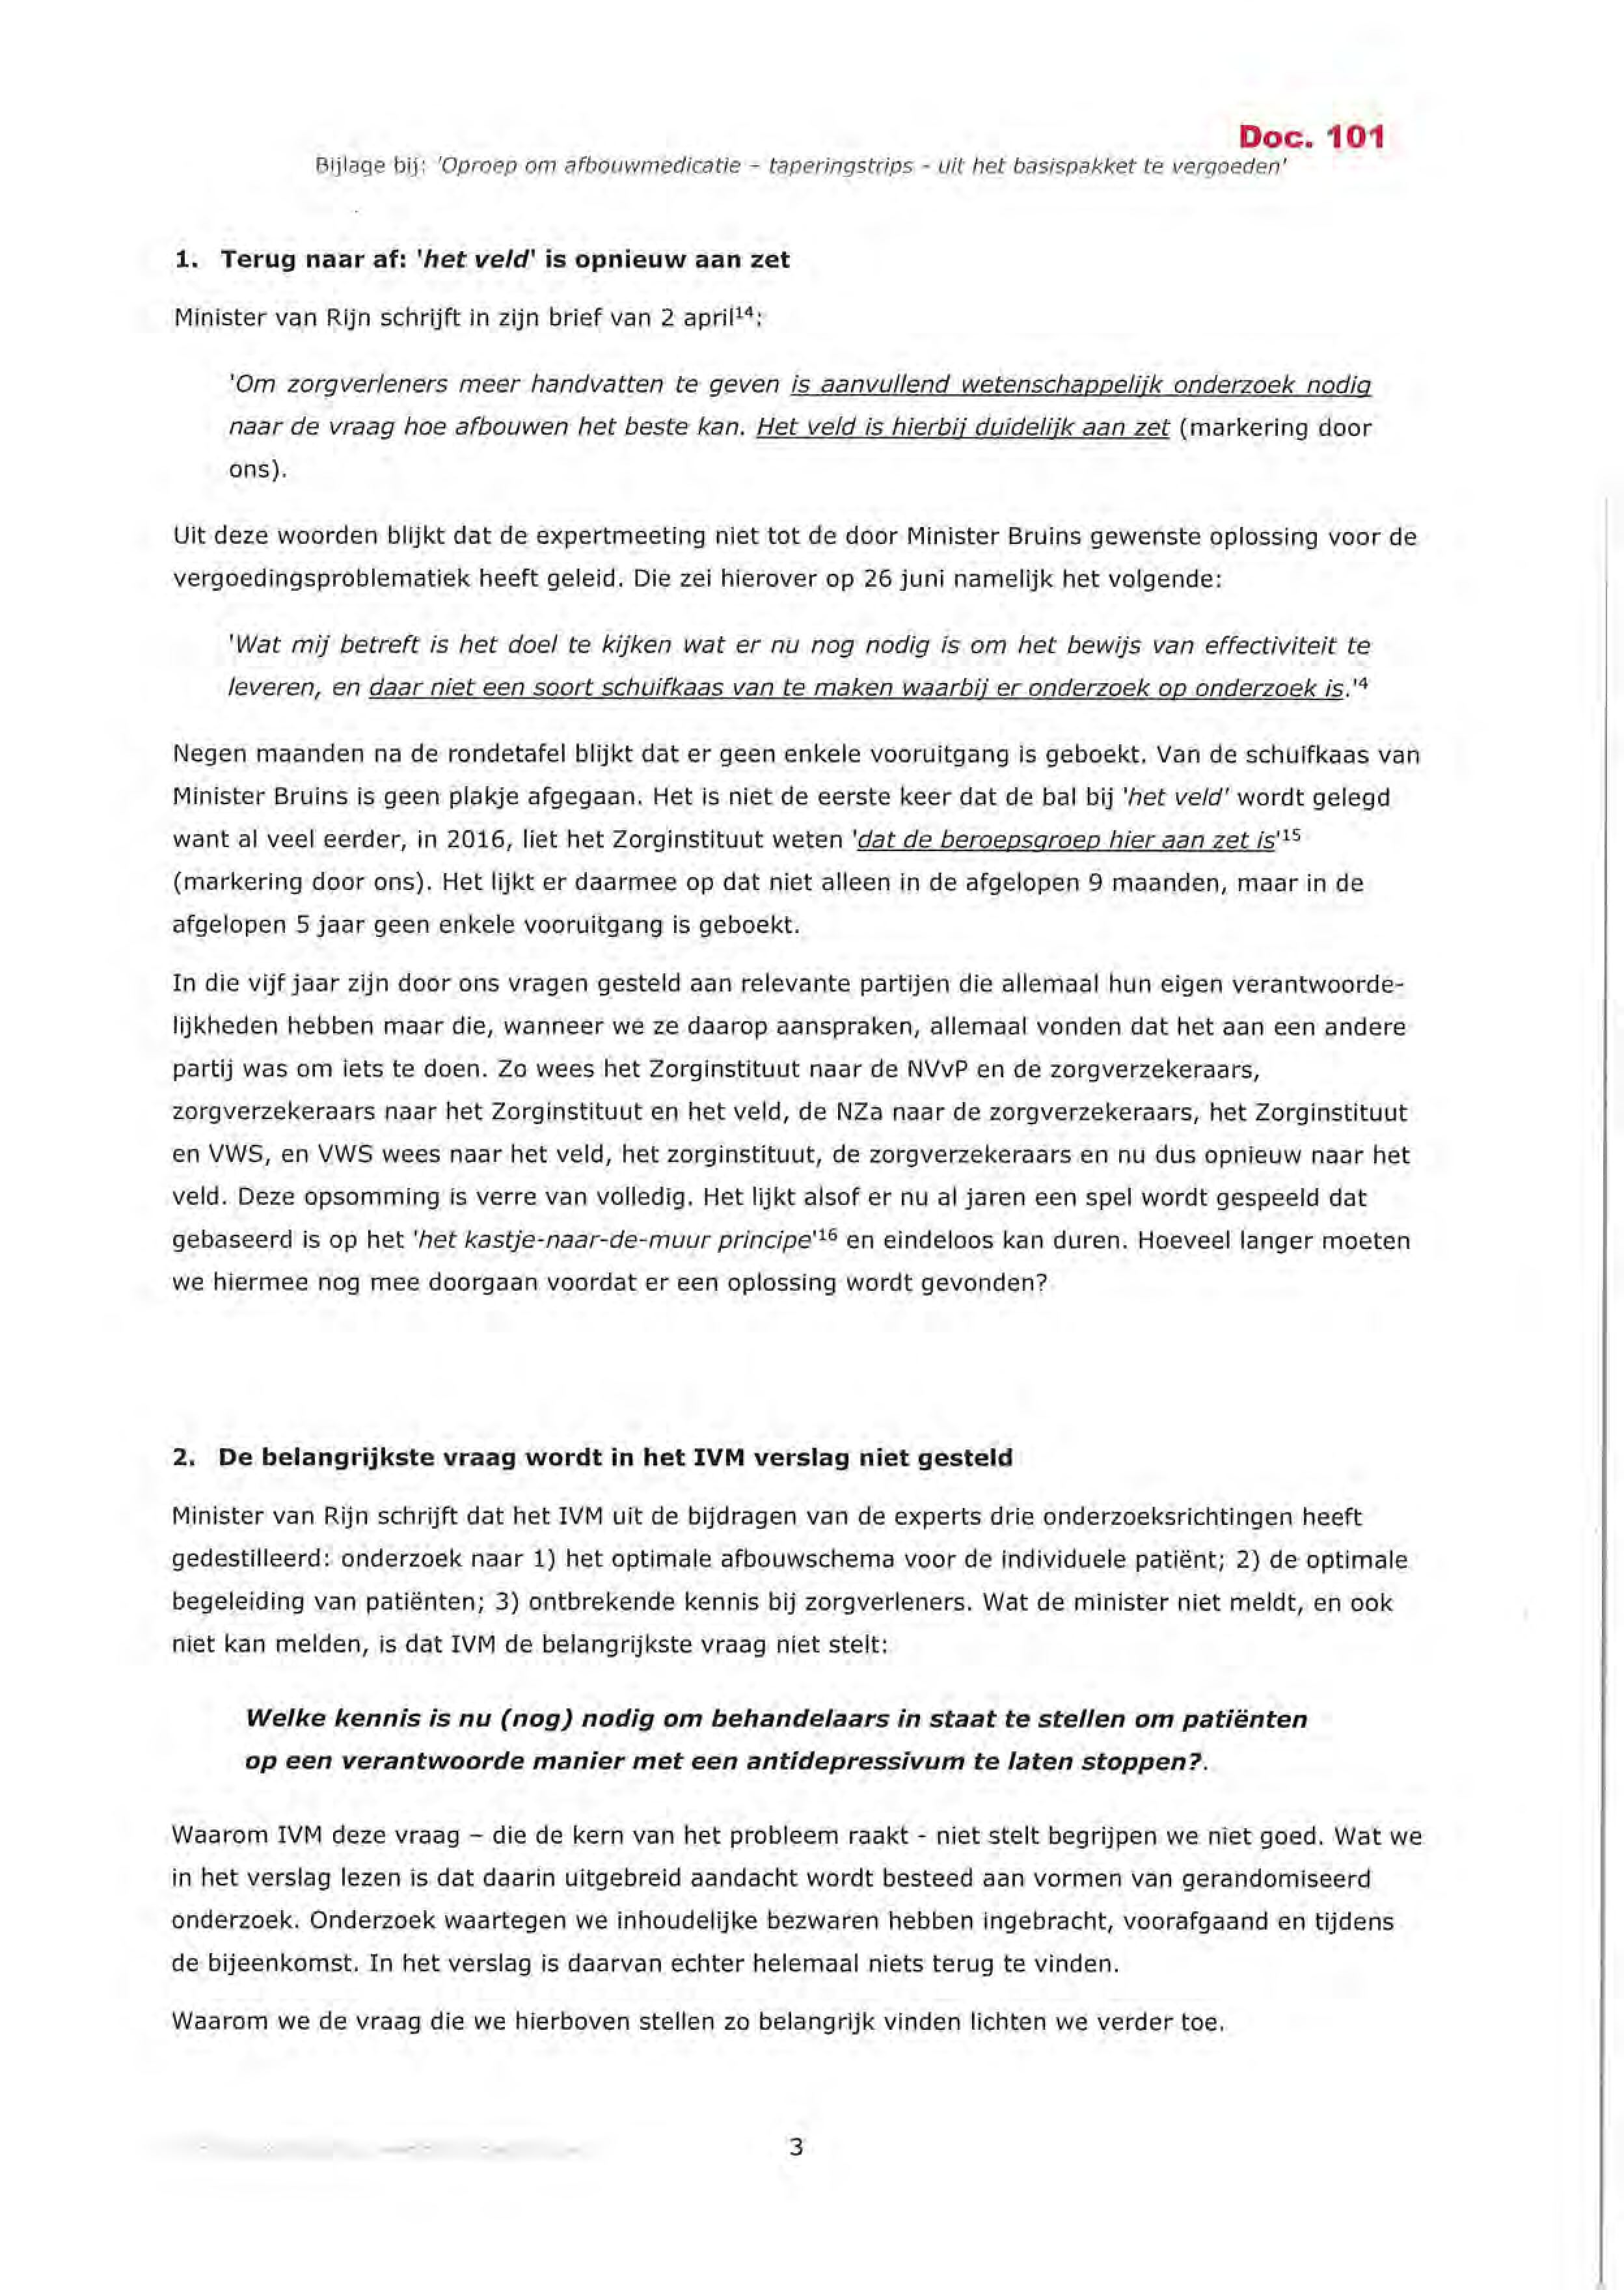 Doc. 101
Bijlage bij: 'Oproep om afbouwmedicatie – taperingstrips - uit het basispakket te vergoeden'
1. Terug naar af: 'het veld' is opnieuw aan zet
Minister van Rijn schrijft in zijn brief van 2 april¹⁴:
'Om zorgverleners meer handvatten te geven is aanvullend wetenschappelijk onderzoek nodig
naar de vraag hoe afbouwen het beste kan. Het veld is hierbij duidelijk aan zet (markering door
ons).
Uit deze woorden blijkt dat de expertmeeting niet tot de door Minister Bruins gewenste oplossing voor de
vergoedingsproblematiek heeft geleid. Die zei hierover op 26 juni namelijk het volgende:
'Wat mij betreft is het doel te kijken wat er nu nog nodig is om het bewijs van effectiviteit te
leveren, en daar niet een soort schuifkaas van te maken waarbij er onderzoek op onderzoek is.'⁴
Negen maanden na de rondetafel blijkt dat er geen enkele vooruitgang is geboekt. Van de schuifkaas van
Minister Bruins is geen plakje afgegaan. Het is niet de eerste keer dat de bal bij 'het veld' wordt gelegd
want al veel eerder, in 2016, liet het Zorginstituut weten 'dat de beroepsgroep hier aan zet is'¹⁵
(markering door ons). Het lijkt er daarmee op dat niet alleen in de afgelopen 9 maanden, maar in de
afgelopen 5 jaar geen enkele vooruitgang is geboekt.
In die vijf jaar zijn door ons vragen gesteld aan relevante partijen die allemaal hun eigen verantwoorde-
lijkheden hebben maar die, wanneer we ze daarop aanspraken, allemaal vonden dat het aan een andere
partij was om iets te doen. Zo wees het Zorginstituut naar de NVvP en de zorgverzekeraars,
zorgverzekeraars naar het Zorginstituut en het veld, de NZa naar de zorgverzekeraars, het Zorginstituut
en VWS, en VWS wees naar het veld, het zorginstituut, de zorgverzekeraars en nu dus opnieuw naar het
veld. Deze opsomming is verre van volledig. Het lijkt alsof er nu al jaren een spel wordt gespeeld dat
gebaseerd is op het 'het kastje-naar-de-muur principe'¹⁶ en eindeloos kan duren. Hoeveel langer moeten
we hiermee nog mee doorgaan voordat er een oplossing wordt gevonden?
2. De belangrijkste vraag wordt in het IVM verslag niet gesteld
Minister van Rijn schrijft dat het IVM uit de bijdragen van de experts drie onderzoeksrichtingen heeft
gedestilleerd: onderzoek naar 1) het optimale afbouwschema voor de individuele patiënt; 2) de optimale
begeleiding van patiënten; 3) ontbrekende kennis bij zorgverleners. Wat de minister niet meldt, en ook
niet kan melden, is dat IVM de belangrijkste vraag niet stelt:
Welke kennis is nu (nog) nodig om behandelaars in staat te stellen om patiënten
op een verantwoorde manier met een antidepressivum te laten stoppen?.
Waarom IVM deze vraag – die de kern van het probleem raakt - niet stelt begrijpen we niet goed. Wat we
in het verslag lezen is dat daarin uitgebreid aandacht wordt besteed aan vormen van gerandomiseerd
onderzoek. Onderzoek waartegen we inhoudelijke bezwaren hebben ingebracht, voorafgaand en tijdens
de bijeenkomst. In het verslag is daarvan echter helemaal niets terug te vinden.
Waarom we de vraag die we hierboven stellen zo belangrijk vinden lichten we verder toe.
3